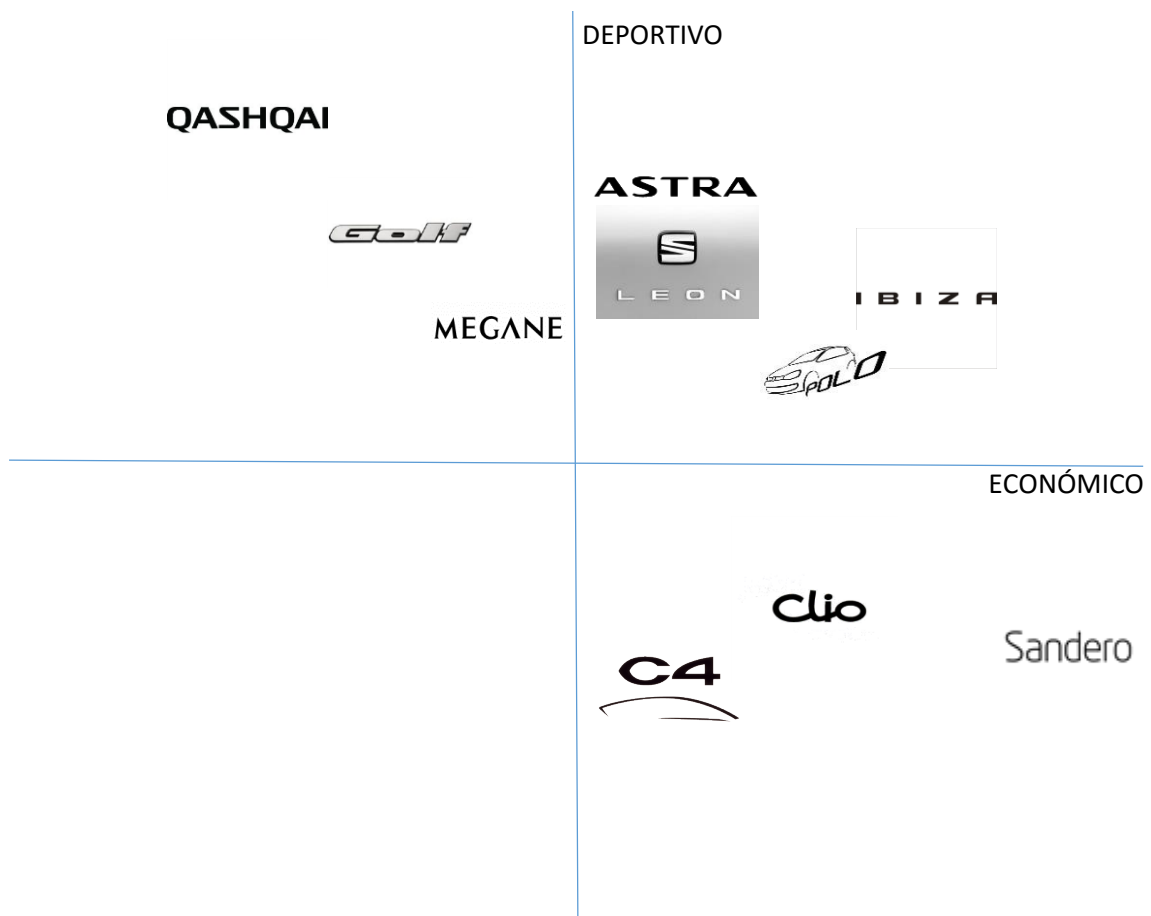 DEPORTIVO
QASHQAI
ASTRA
Golf
LEON
IBIZA
MEGANE
POLO
ECONÓMICO
Clio
Sandero
C4